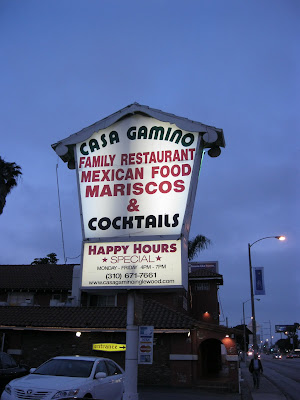 CASA GAMINO
FAMILY RESTAURANT
MEXICAN FOOD
MARISCOS
&
COCKTAILS
HAPPY HOURS
★ SPECIAL ★
MONDAY - FRIDAY 4PM - 7PM
(310) 671-7661
www.casagaminoinglewood.com
entrance